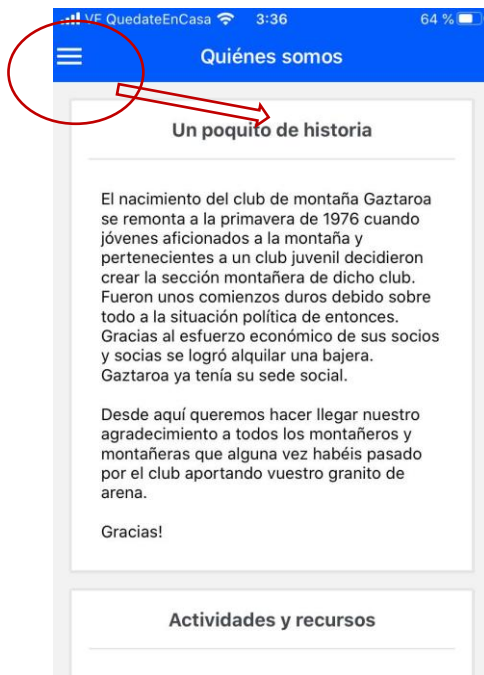 VF QuedateEnCasa 3:36 64 %
Quiénes somos
Un poquito de historia
El nacimiento del club de montaña Gaztaroa
se remonta a la primavera de 1976 cuando
jóvenes aficionados a la montaña y
pertenecientes a un club juvenil decidieron
crear la sección montañera de dicho club.
Fueron unos comienzos duros debido sobre
todo a la situación política de entonces.
Gracias al esfuerzo económico de sus socios
y socias se logró alquilar una bajera.
Gaztaroa ya tenía su sede social.
Desde aquí queremos hacer llegar nuestro
agradecimiento a todos los montañeros y
montañeras que alguna vez habéis pasado
por el club aportando vuestro granito de
arena.
Gracias!
Actividades y recursos